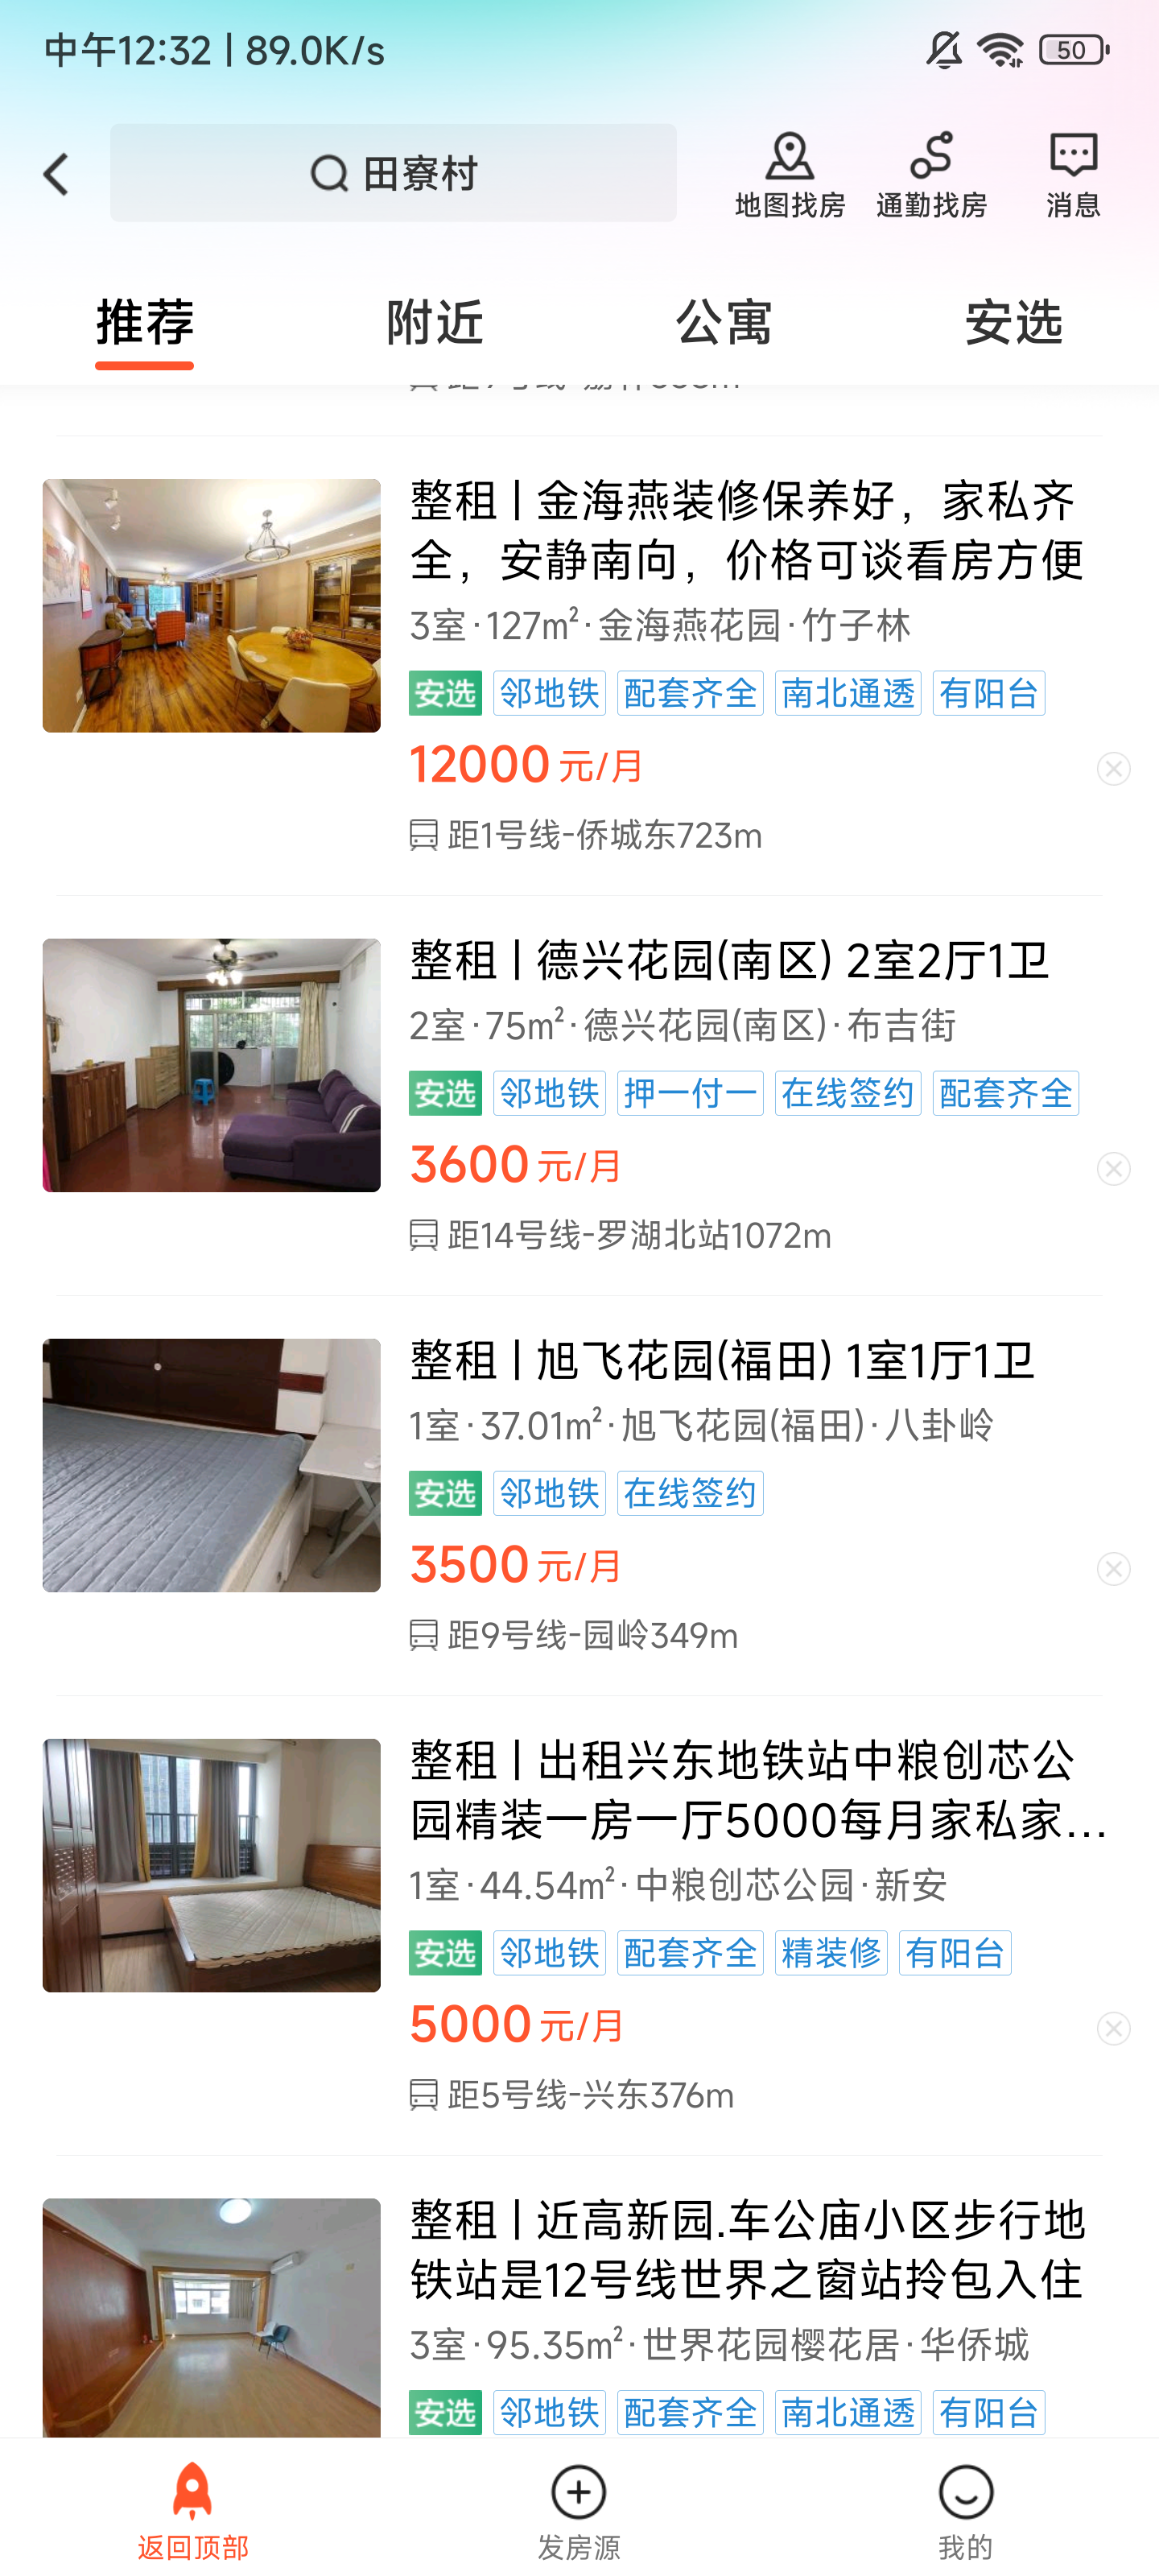 中午12:32 | 89.0K/s
50
田寮村
地图找房
通勤找房
消息
推荐
附近
公寓
安选
整租 | 金海燕装修保养好，家私齐
全，安静南向，价格可谈看房方便
3室·127m²·金海燕花园·竹子林
安选 邻地铁 配套齐全 南北通透 有阳台
12000元/月
距1号线-侨城东723m
整租 | 德兴花园(南区) 2室2厅1卫
2室·75m²·德兴花园(南区)·布吉街
安选 邻地铁 押一付一 在线签约 配套齐全
3600元/月
距14号线-罗湖北站1072m
整租 | 旭飞花园(福田) 1室1厅1卫
1室·37.01m²·旭飞花园(福田)·八卦岭
安选 邻地铁 在线签约
3500元/月
距9号线-园岭349m
整租 | 出租兴东地铁站中粮创芯公
园精装一房一厅5000每月家私家...
1室·44.54m²·中粮创芯公园·新安
安选 邻地铁 配套齐全 精装修 有阳台
5000元/月
距5号线-兴东376m
整租 | 近高新园.车公庙小区步行地
铁站是12号线世界之窗站拎包入住
3室·95.35m²·世界花园樱花居·华侨城
安选 邻地铁 配套齐全 南北通透 有阳台
返回顶部
发房源
我的